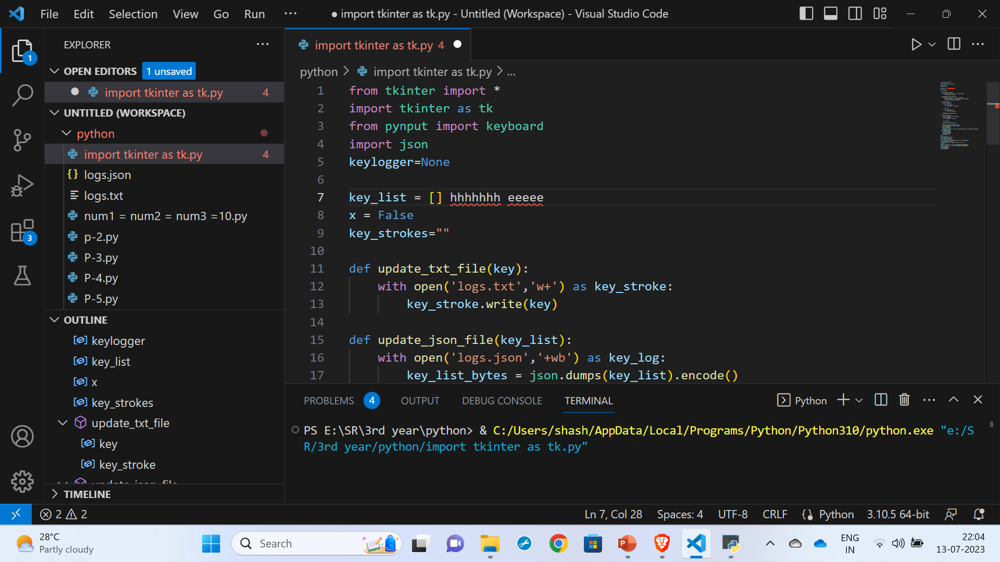 File Edit Selection View Go Run ··· ● import tkinter as tk.py - Untitled (Workspace) - Visual Studio Code
EXPLORER
1
OPEN EDITORS 1 unsaved
import tkinter as tk.py 4
UNTITLED (WORKSPACE)
python
import tkinter as tk.py 4
logs.json
logs.txt
num1 = num2 = num3 =10.py
3
p-2.py
P-3.py
P-4.py
P-5.py
OUTLINE
keylogger
key_list
x
key_strokes
update_txt_file
key
key_stroke
update_json_file
TIMELINE
import tkinter as tk.py 4
python > import tkinter as tk.py > ...
1 from tkinter import *
2 import tkinter as tk
3 from pynput import keyboard
4 import json
5 keylogger=None
6
7 key_list = [] hhhhhhh eeeee
8 x = False
9 key_strokes=""
10
11 def update_txt_file(key):
12 with open('logs.txt','w+') as key_stroke:
13 key_stroke.write(key)
14
15 def update_json_file(key_list):
16 with open('logs.json','+wb') as key_log:
17 key_list_bytes = json.dumps(key_list).encode()
PROBLEMS 4 OUTPUT DEBUG CONSOLE TERMINAL Python
PS E:\SR\3rd year\python> & C:/Users/shash/AppData/Local/Programs/Python/Python310/python.exe "e:/S
R/3rd year/python/import tkinter as tk.py"
2 2 Ln 7, Col 28 Spaces: 4 UTF-8 CRLF Python 3.10.5 64-bit
28°C
Partly cloudy
Search
ENG
IN
22:04
13-07-2023